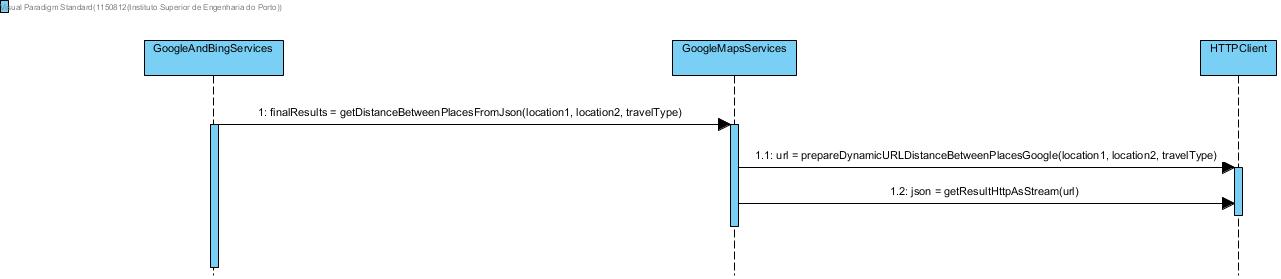 Visual Paradigm Standard(1150812(Instituto Superior de Engenharia do Porto))
GoogleAndBingServices
GoogleMapsServices
HTTPClient
1: finalResults = getDistanceBetweenPlacesFromJson(location1, location2, travelType)
1.1: url = prepareDynamicURLDistanceBetweenPlacesGoogle(location1, location2, travelType)
1.2: json = getResultHttpAsStream(url)